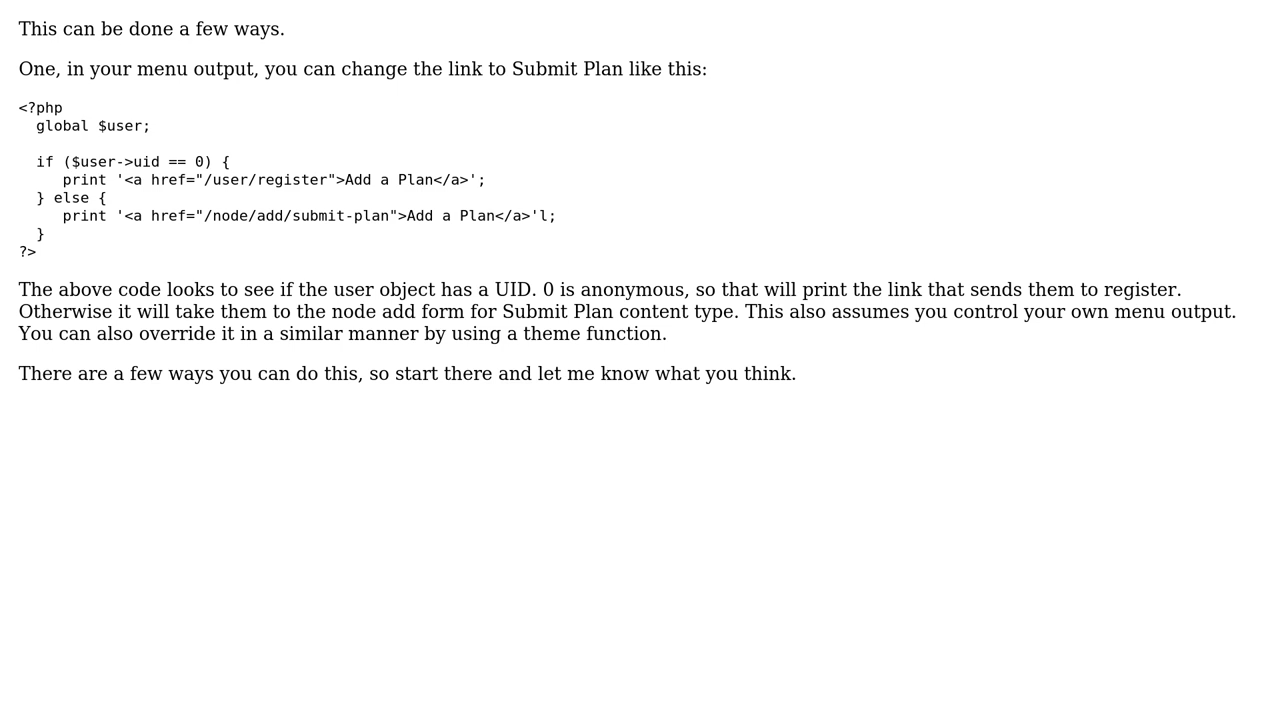 This can be done a few ways.
One, in your menu output, you can change the link to Submit Plan like this:
<?php
  global $user;
  if ($user->uid == 0) {
     print '<a href="/user/register">Add a Plan</a>';
  } else {
     print '<a href="/node/add/submit-plan">Add a Plan</a>'l;
  }
?>
The above code looks to see if the user object has a UID. 0 is anonymous, so that will print the link that sends them to register.
Otherwise it will take them to the node add form for Submit Plan content type. This also assumes you control your own menu output.
You can also override it in a similar manner by using a theme function.
There are a few ways you can do this, so start there and let me know what you think.